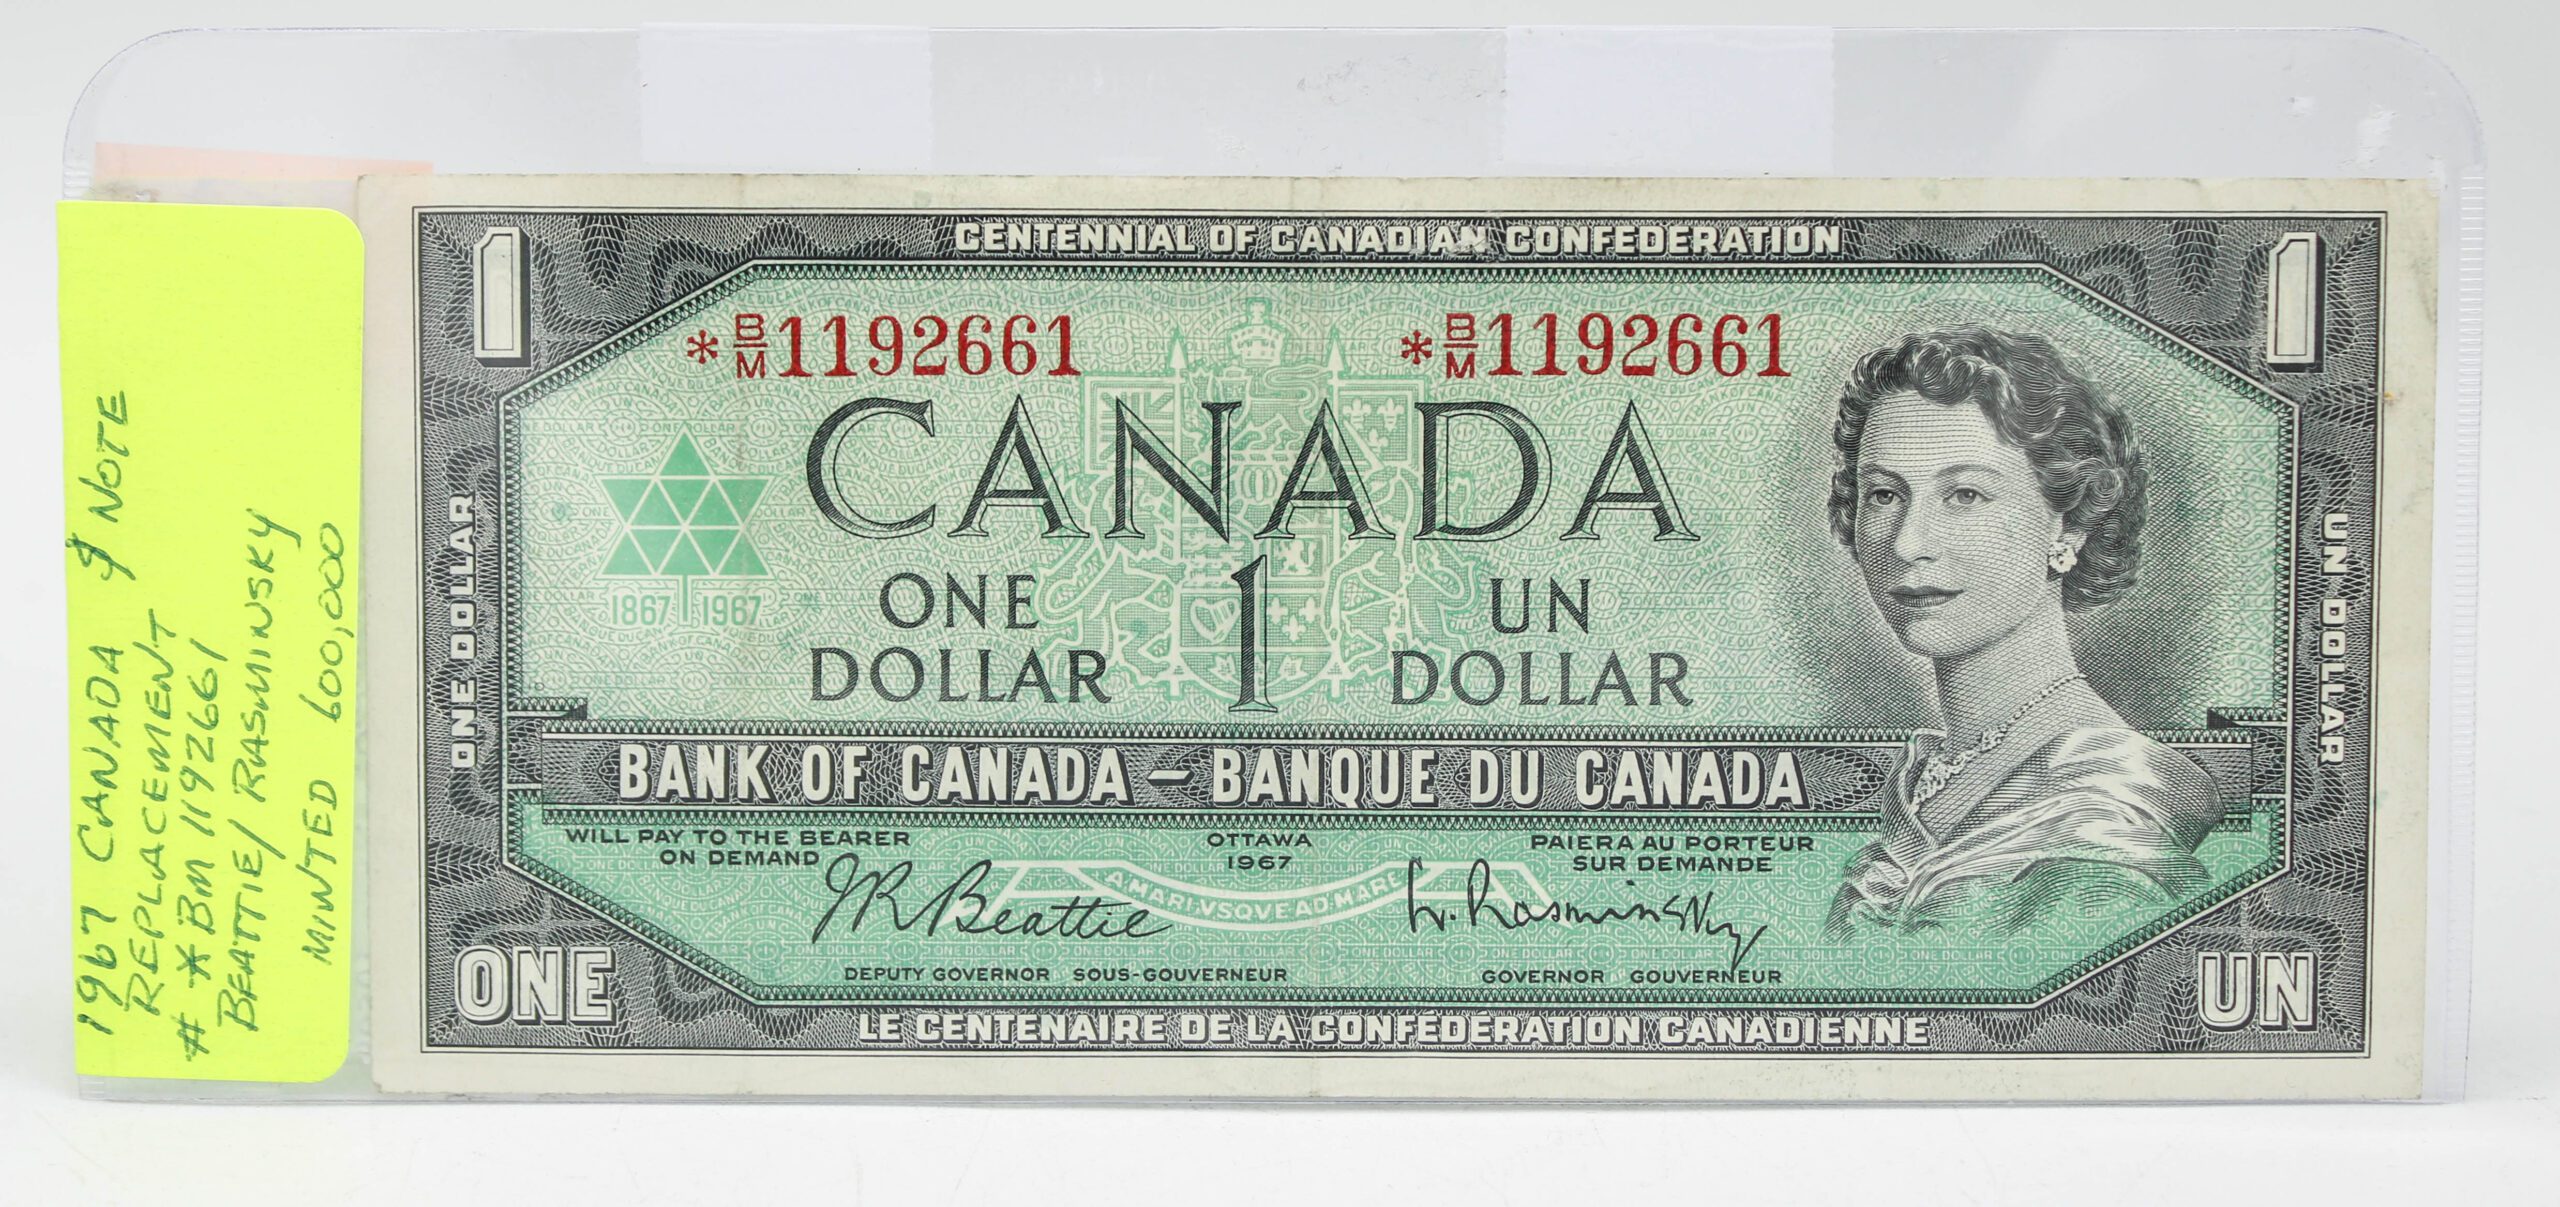 1967 CANADA $ NOTE
REPLACEMENT
# *BM 1192661
BEATTIE/RASMINSKY
MINTED 600,000
1
CENTENNIAL OF CANADIAN CONFEDERATION
1
*B/M1192661
*B/M1192661
CANADA
1867 1967
ONE DOLLAR
1
UN DOLLAR
ONE DOLLAR
UN DOLLAR
BANK OF CANADA – BANQUE DU CANADA
WILL PAY TO THE BEARER
ON DEMAND
OTTAWA
1967
PAIERA AU PORTEUR
SUR DEMANDE
A·MARI·VSQVE·AD·MARE
JRBeattie
L. Rasminsky
DEPUTY GOVERNOR SOUS-GOUVERNEUR
GOVERNOR GOUVERNEUR
ONE
UN
LE CENTENAIRE DE LA CONFÉDÉRATION CANADIENNE